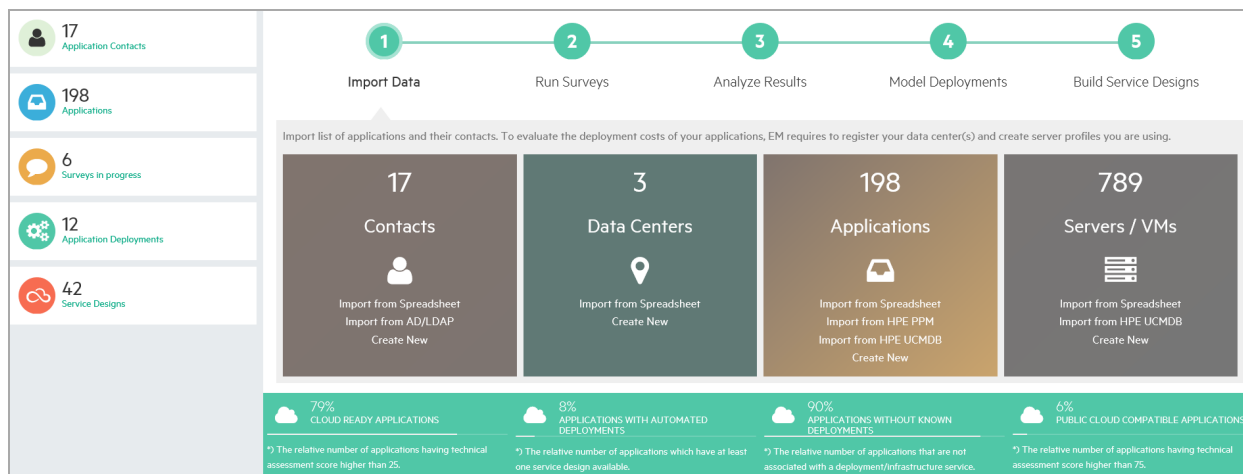 17
Application Contacts
198
Applications
6
Surveys in progress
12
Application Deployments
42
Service Designs
1
2
3
4
5
Import Data
Run Surveys
Analyze Results
Model Deployments
Build Service Designs
Import list of applications and their contacts. To evaluate the deployment costs of your applications, EM requires to register your data center(s) and create server profiles you are using.
17
Contacts
Import from Spreadsheet
Import from AD/LDAP
Create New
3
Data Centers
Import from Spreadsheet
Create New
198
Applications
Import from Spreadsheet
Import from HPE PPM
Import from HPE UCMDB
Create New
789
Servers / VMs
Import from Spreadsheet
Import from HPE UCMDB
Create New
79%
CLOUD READY APPLICATIONS
*) The relative number of applications having technical
assessment score higher than 25.
8%
APPLICATIONS WITH AUTOMATED
DEPLOYMENTS
*) The relative number of applications which have at least
one service design available.
90%
APPLICATIONS WITHOUT KNOWN
DEPLOYMENTS
*) The relative number of applications that are not
associated with a deployment/infrastructure service.
6%
PUBLIC CLOUD COMPATIBLE APPLICATIONS
*) The relative number of applications having technical
assessment score higher than 75.